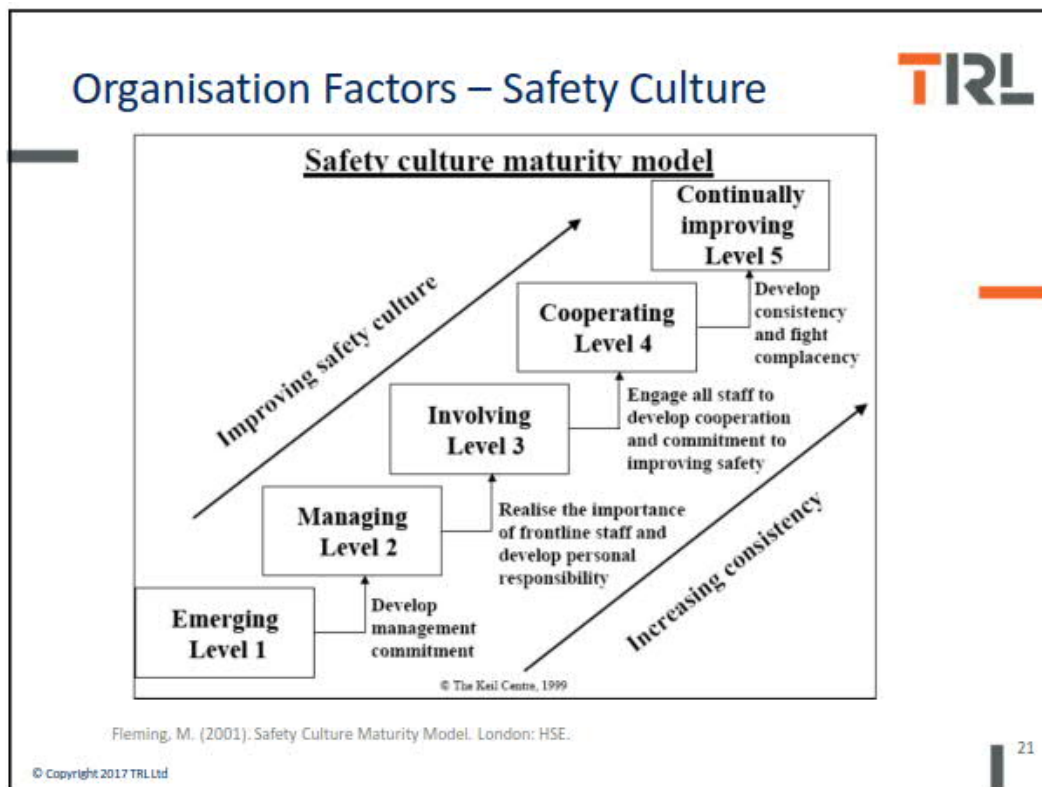 Organisation Factors – Safety Culture
TRL
Safety culture maturity model
Continually
improving
Level 5
Improving safety culture
Develop
consistency
and fight
complacency
Cooperating
Level 4
Engage all staff to
develop cooperation
and commitment to
improving safety
Involving
Level 3
Realise the importance
of frontline staff and
develop personal
responsibility
Managing
Level 2
Increasing consistency
Develop
management
commitment
Emerging
Level 1
© The Keil Centre, 1999
Fleming, M. (2001). Safety Culture Maturity Model. London: HSE.
21
© Copyright 2017 TRL Ltd